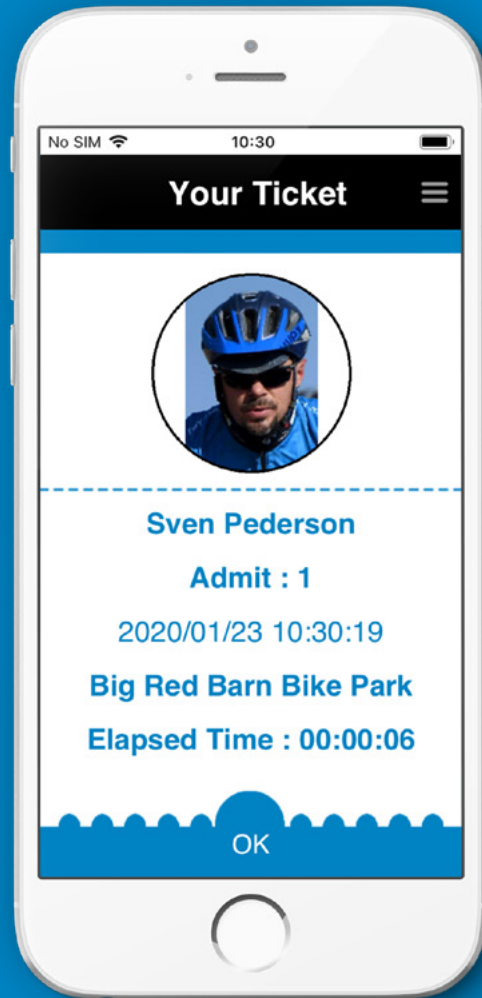 No SIM 10:30
Your Ticket
Sven Pederson
Admit : 1
2020/01/23 10:30:19
Big Red Barn Bike Park
Elapsed Time : 00:00:06
OK